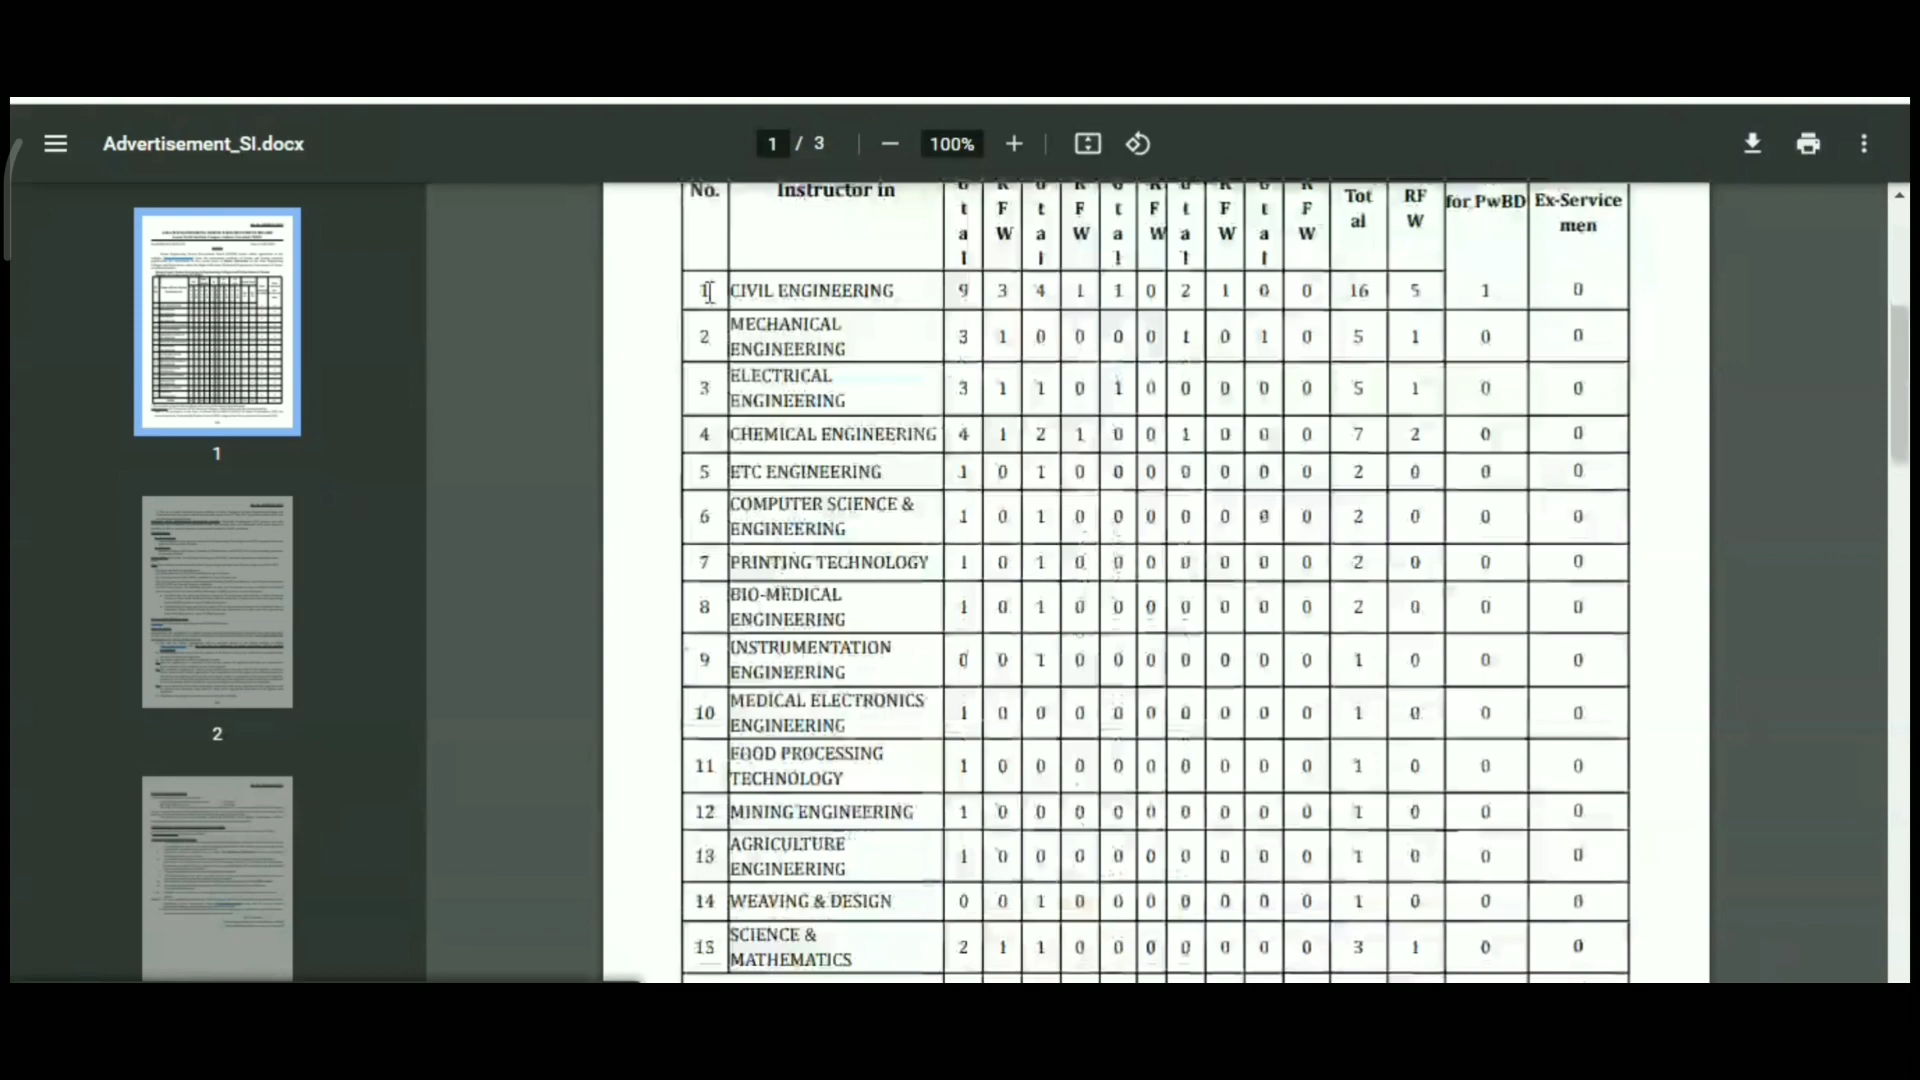 Advertisement_SI.docx
1 / 3
100%
No. Instructor in Tot al RF W for PwBD Ex-Service men
t F t F t F t F t F
a W a W a W a W a W
l l l l l
1 CIVIL ENGINEERING 9 3 4 1 1 0 2 1 0 0 16 5 1 0
2 MECHANICAL ENGINEERING 3 1 0 0 0 0 1 0 1 0 5 1 0 0
3 ELECTRICAL ENGINEERING 3 1 1 0 1 0 0 0 0 0 5 1 0 0
4 CHEMICAL ENGINEERING 4 1 2 1 0 0 1 0 0 0 7 2 0 0
5 ETC ENGINEERING 1 0 1 0 0 0 0 0 0 0 2 0 0 0
6 COMPUTER SCIENCE & ENGINEERING 1 0 1 0 0 0 0 0 0 0 2 0 0 0
7 PRINTING TECHNOLOGY 1 0 1 0 0 0 0 0 0 0 2 0 0 0
8 BIO-MEDICAL ENGINEERING 1 0 1 0 0 0 0 0 0 0 2 0 0 0
9 INSTRUMENTATION ENGINEERING 0 0 1 0 0 0 0 0 0 0 1 0 0 0
10 MEDICAL ELECTRONICS ENGINEERING 1 0 0 0 0 0 0 0 0 0 1 0 0 0
11 FOOD PROCESSING TECHNOLOGY 1 0 0 0 0 0 0 0 0 0 1 0 0 0
12 MINING ENGINEERING 1 0 0 0 0 0 0 0 0 0 1 0 0 0
13 AGRICULTURE ENGINEERING 1 0 0 0 0 0 0 0 0 0 1 0 0 0
14 WEAVING & DESIGN 0 0 1 0 0 0 0 0 0 0 1 0 0 0
15 SCIENCE & MATHEMATICS 2 1 1 0 0 0 0 0 0 0 3 1 0 0
1
2